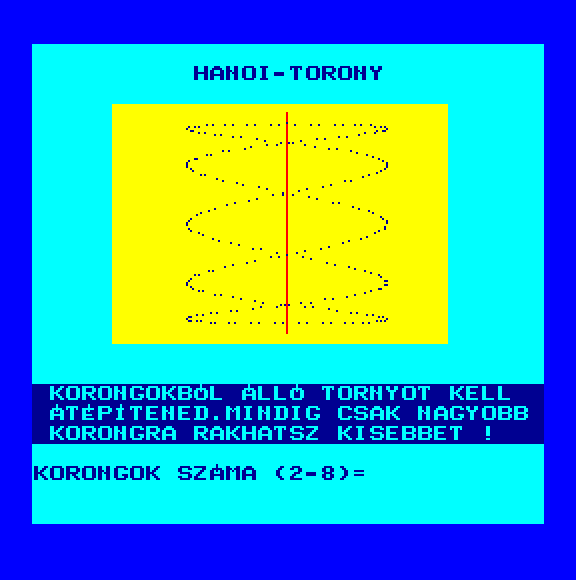 HANOI-TORONY
KORONGOKBÓL ÁLLÓ TORNYOT KELL
ÁTÉPÍTENED.MINDIG CSAK NAGYOBB
KORONGRA RAKHATSZ KISEBBET !
KORONGOK SZÁMA (2-8)=